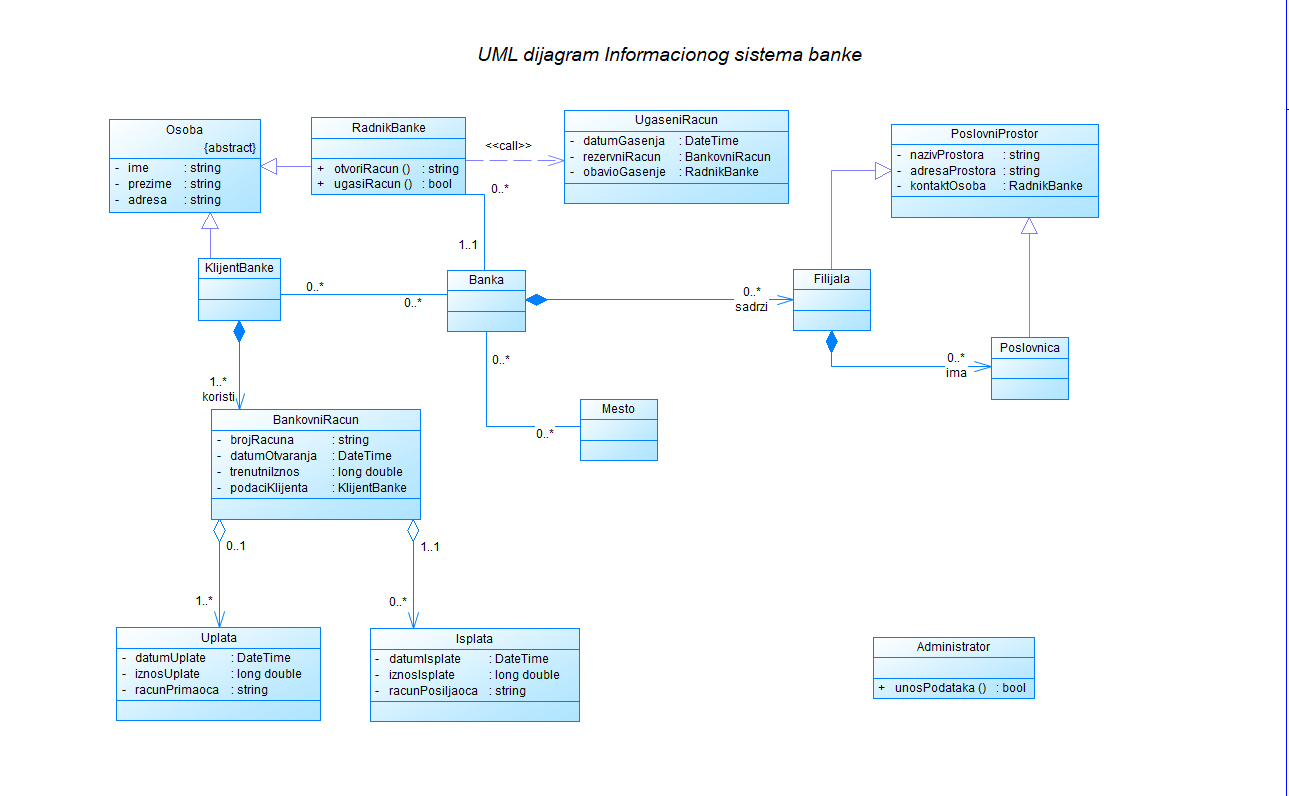 UML dijagram Informacionog sistema banke
Osoba
{abstract}
- ime : string
- prezime : string
- adresa : string
RadnikBanke
+ otvoriRacun () : string
+ ugasiRacun () : bool
<<call>>
UgaseniRacun
- datumGasenja : DateTime
- rezervniRacun : BankovniRacun
- obavioGasenje : RadnikBanke
PoslovniProstor
- nazivProstora : string
- adresaProstora : string
- kontaktOsoba : RadnikBanke
0..*
1..1
KlijentBanke
0..*
0..*
Banka
0..*
sadrzi
Filijala
0..*
ima
Poslovnica
0..*
0..*
Mesto
1..*
koristi
BankovniRacun
- brojRacuna : string
- datumOtvaranja : DateTime
- trenutniIznos : long double
- podaciKlijenta : KlijentBanke
0..1
1..1
1..*
0..*
Uplata
- datumUplate : DateTime
- iznosUplate : long double
- racunPrimaoca : string
Isplata
- datumIsplate : DateTime
- iznosIsplate : long double
- racunPosiljaoca : string
Administrator
+ unosPodataka () : bool